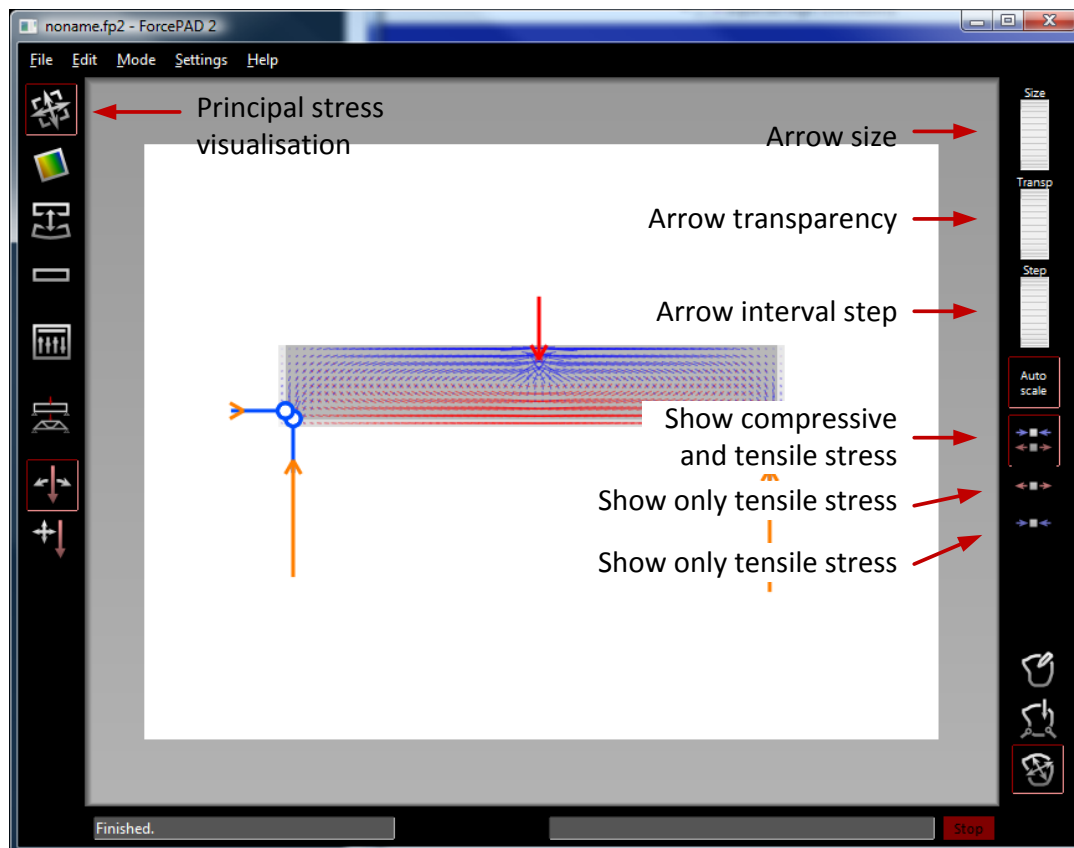 noname.fp2 - ForcePAD 2
File Edit Mode Settings Help
Principal stress
visualisation
Size
Arrow size
Transp
Arrow transparency
Step
Arrow interval step
Auto
scale
Show compressive
and tensile stress
Show only tensile stress
Show only tensile stress
Finished.
Stop